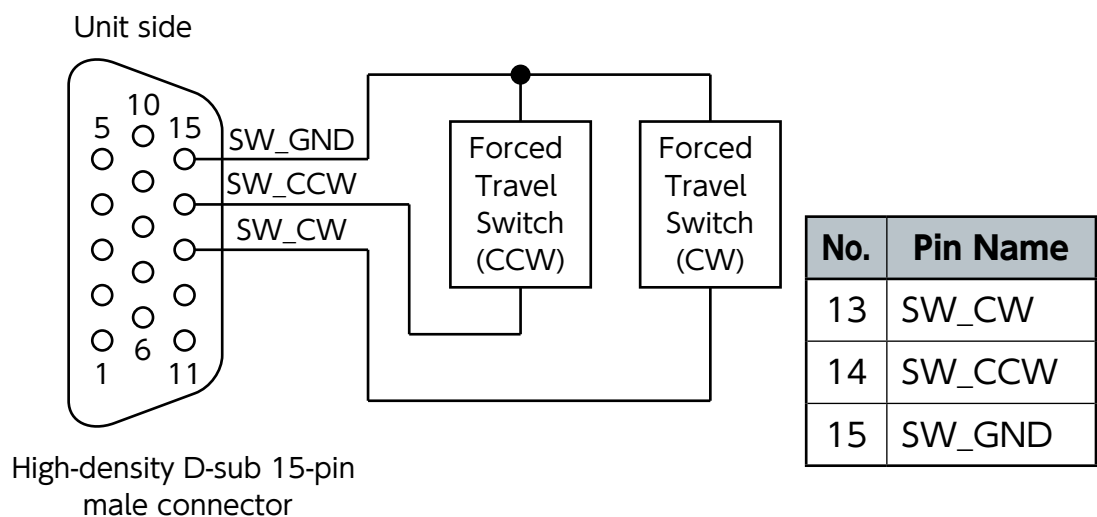 Unit side
10
5
15
SW_GND
SW_CCW
SW_CW
1
6
11
High-density D-sub 15-pin
male connector
Forced
Travel
Switch
(CCW)
Forced
Travel
Switch
(CW)
No. Pin Name
13 SW_CW
14 SW_CCW
15 SW_GND